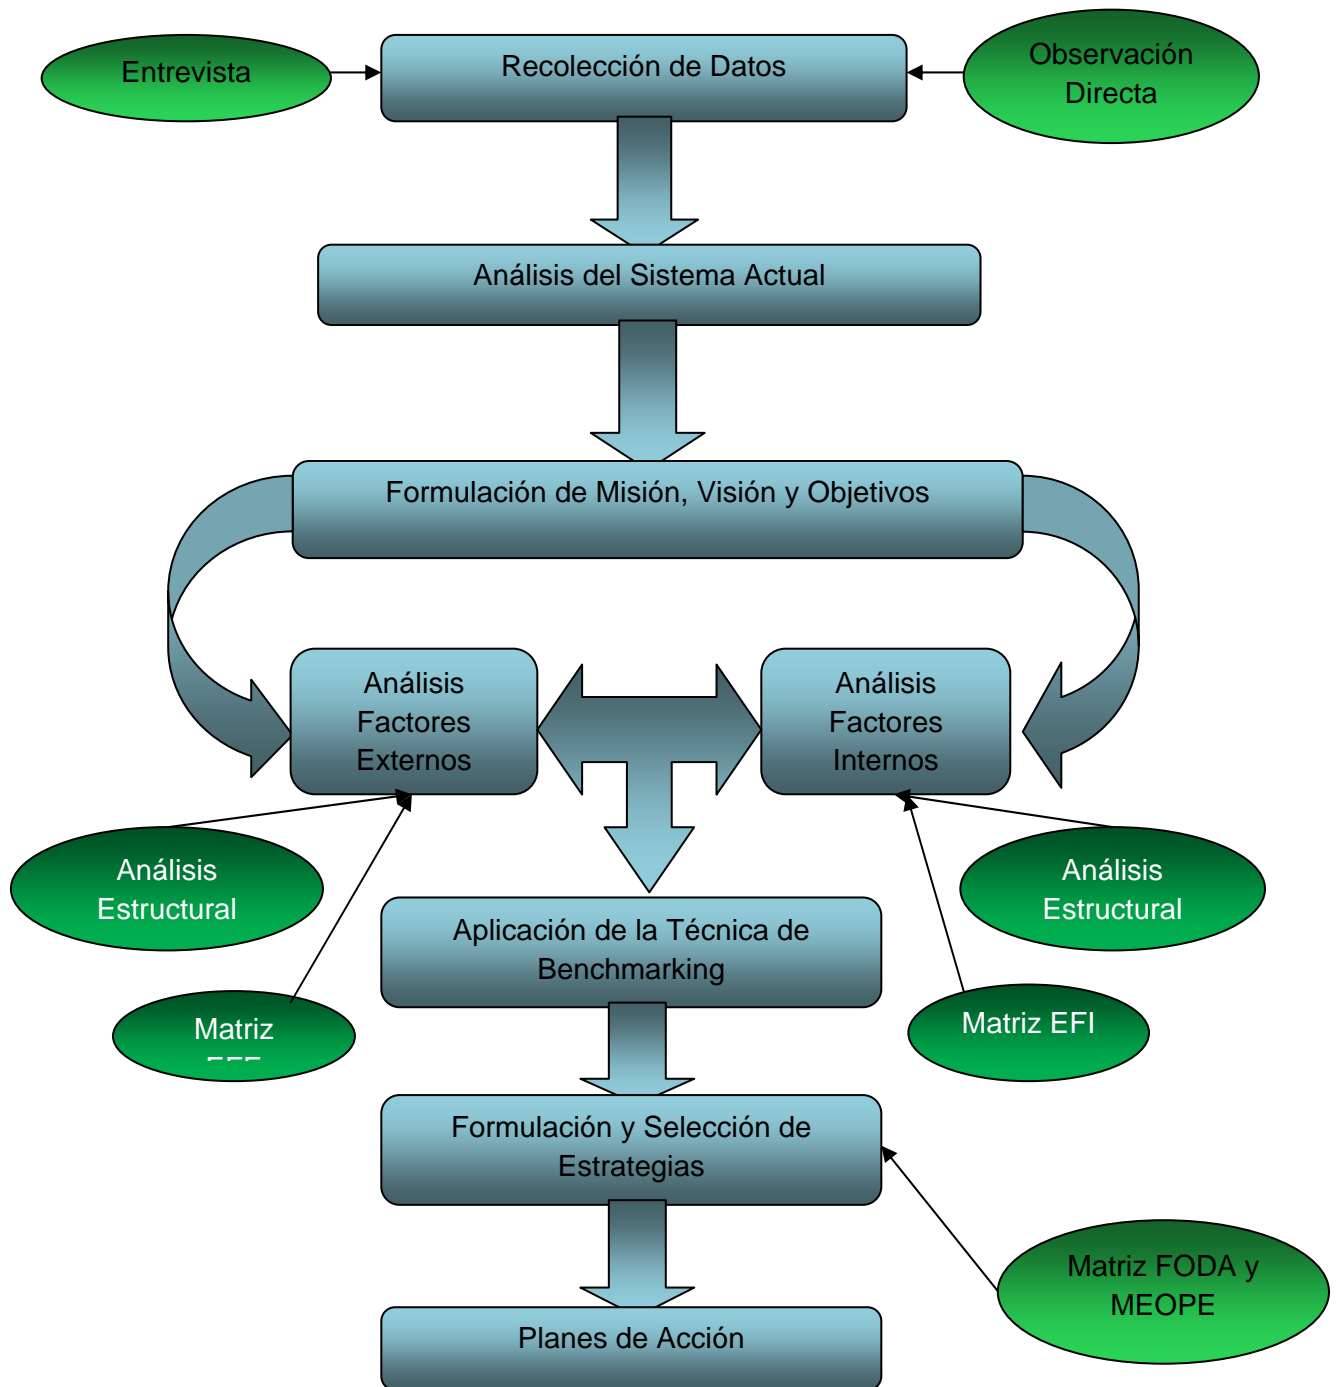 Entrevista
Recolección de Datos
Observación
Directa
Análisis del Sistema Actual
Formulación de Misión, Visión y Objetivos
Análisis
Factores
Externos
Análisis
Factores
Internos
Análisis
Estructural
Análisis
Estructural
Aplicación de la Técnica de
Benchmarking
Matriz
Matriz EFI
Formulación y Selección de
Estrategias
Matriz FODA y
MEOPE
Planes de Acción